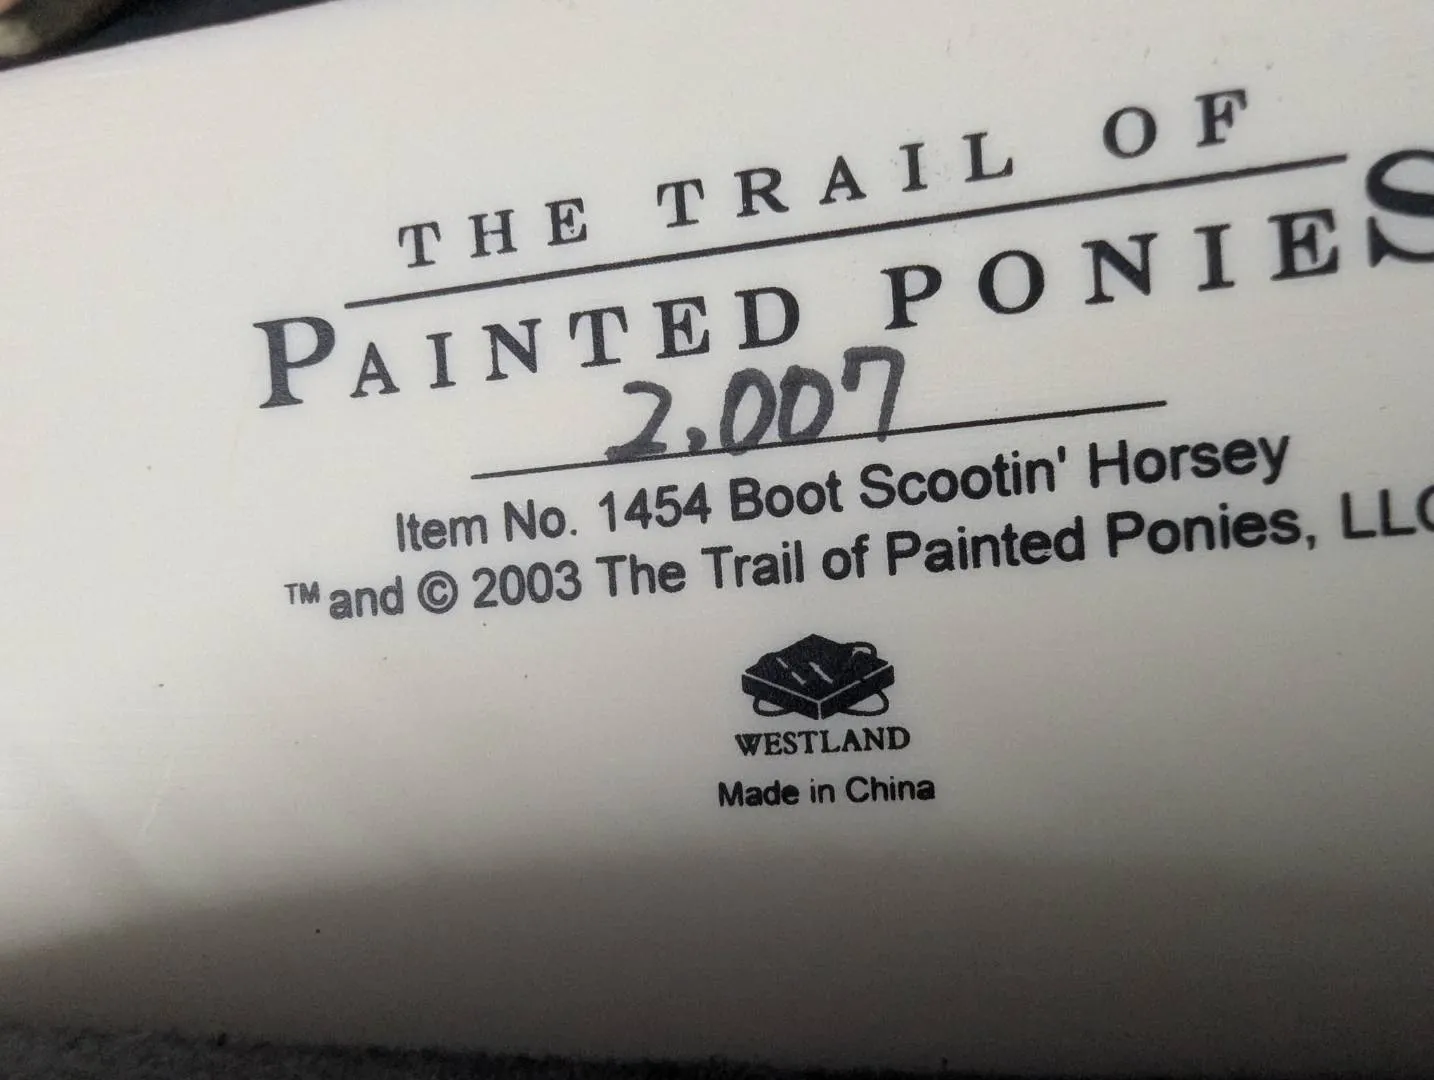 THE TRAIL OF
PAINTED PONIES
2,007
Item No. 1454 Boot Scootin' Horsey
™ and © 2003 The Trail of Painted Ponies, LLC
WESTLAND
Made in China